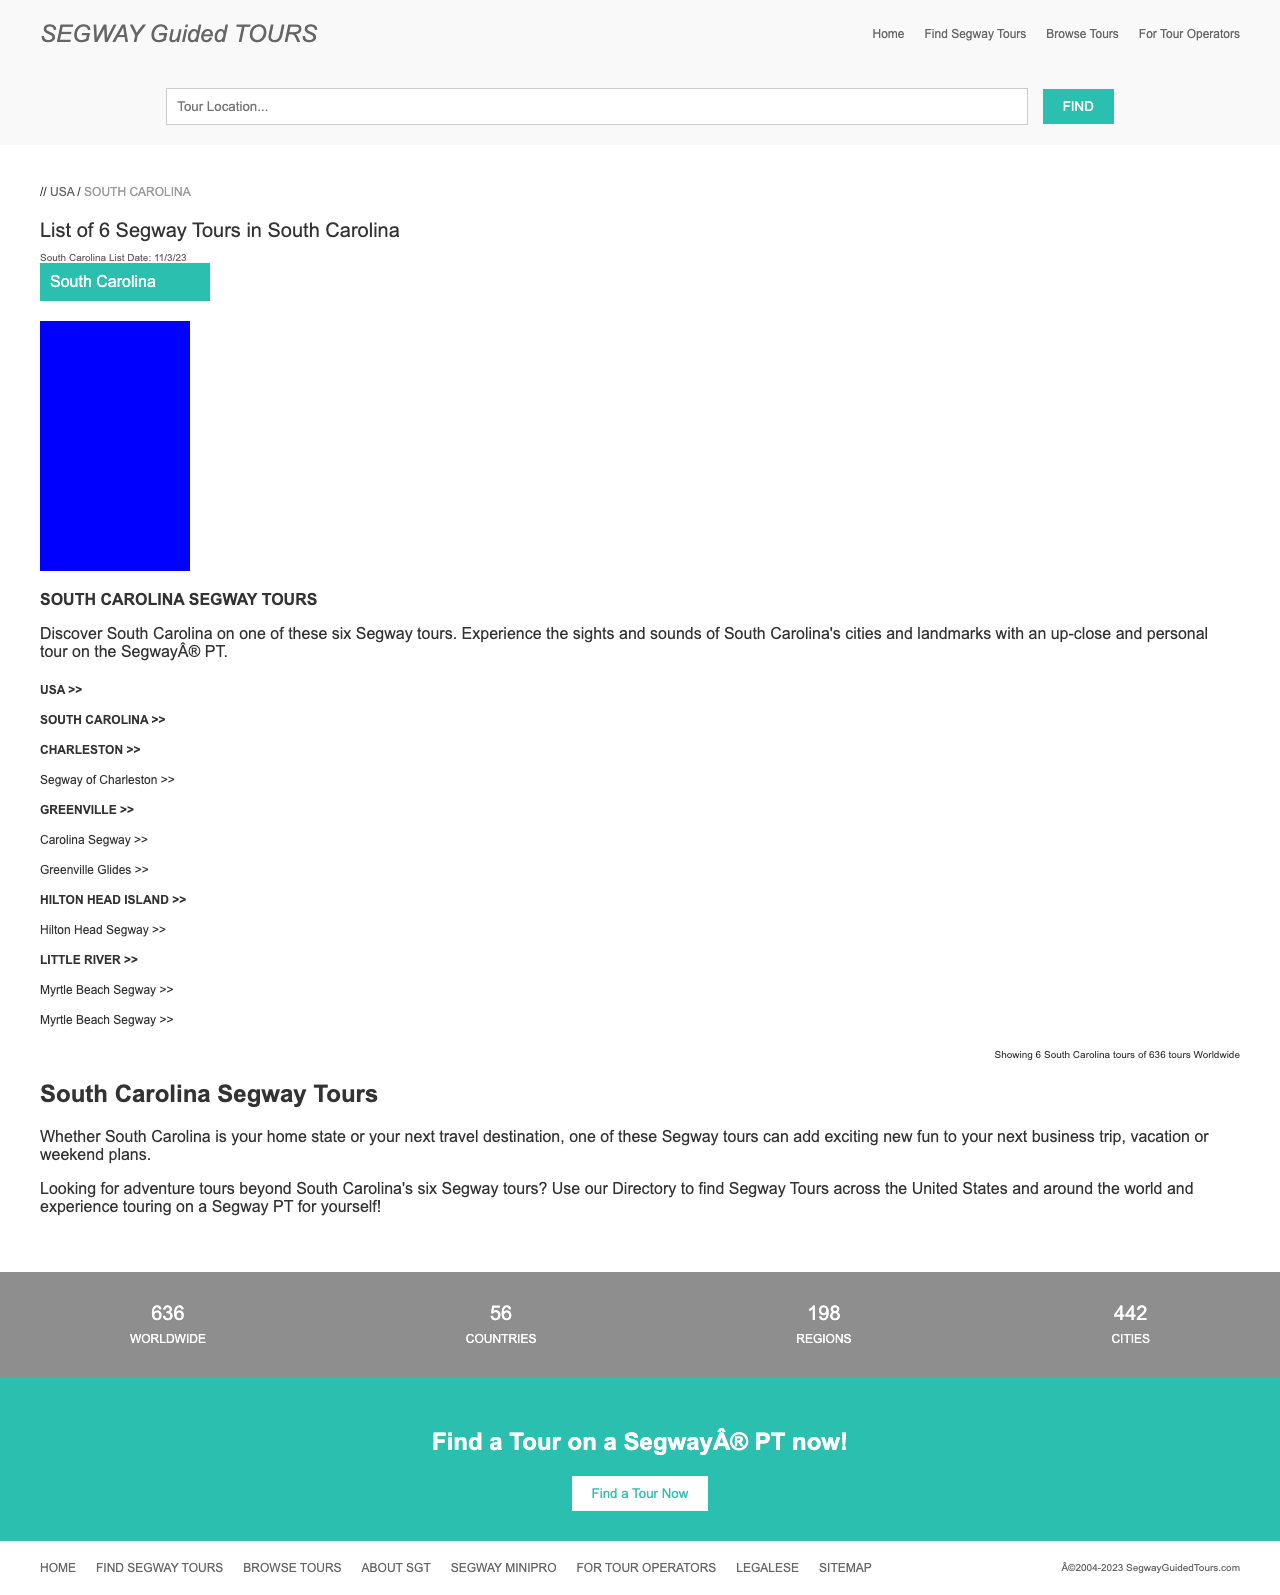 SEGWAY Guided TOURS
Home Find Segway Tours Browse Tours For Tour Operators
Tour Location... FIND
// USA / SOUTH CAROLINA
List of 6 Segway Tours in South Carolina
South Carolina List Date: 11/3/23
South Carolina
SOUTH CAROLINA SEGWAY TOURS
Discover South Carolina on one of these six Segway tours. Experience the sights and sounds of South Carolina's cities and landmarks with an up-close and personal
tour on the SegwayÂ® PT.
USA >>
SOUTH CAROLINA >>
CHARLESTON >>
Segway of Charleston >>
GREENVILLE >>
Carolina Segway >>
Greenville Glides >>
HILTON HEAD ISLAND >>
Hilton Head Segway >>
LITTLE RIVER >>
Myrtle Beach Segway >>
Myrtle Beach Segway >>
Showing 6 South Carolina tours of 636 tours Worldwide
South Carolina Segway Tours
Whether South Carolina is your home state or your next travel destination, one of these Segway tours can add exciting new fun to your next business trip, vacation or
weekend plans.
Looking for adventure tours beyond South Carolina's six Segway tours? Use our Directory to find Segway Tours across the United States and around the world and
experience touring on a Segway PT for yourself!
636 56 198 442
WORLDWIDE COUNTRIES REGIONS CITIES
Find a Tour on a SegwayÂ® PT now!
Find a Tour Now
HOME FIND SEGWAY TOURS BROWSE TOURS ABOUT SGT SEGWAY MINIPRO FOR TOUR OPERATORS LEGALESE SITEMAP Â©2004-2023 SegwayGuidedTours.com